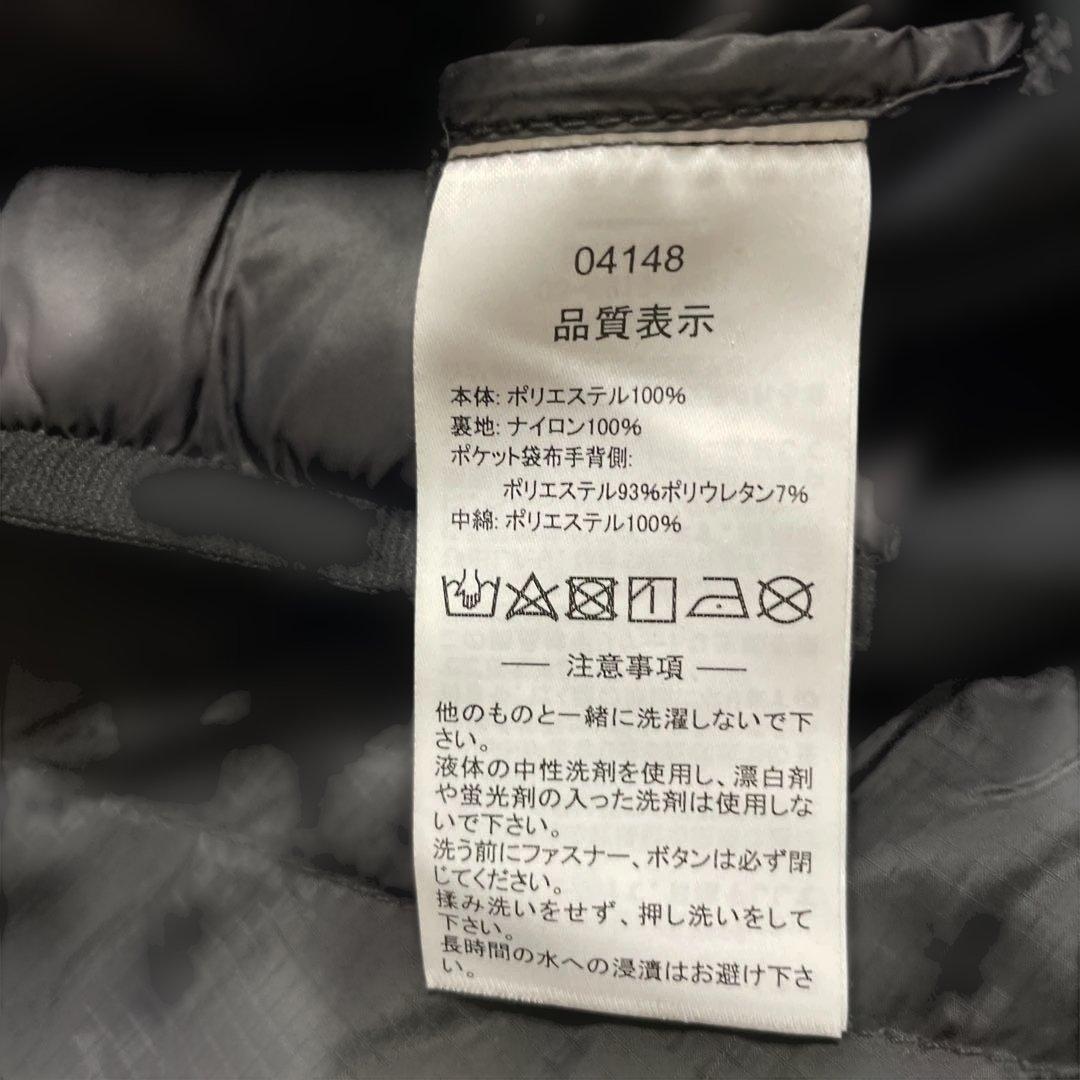 04148
品質表示
本体: ポリエステル100%
裏地: ナイロン100%
ポケット袋布手背側:
ポリエステル93%ポリウレタン7%
中綿: ポリエステル100%
注意事項
他のものと一緒に洗濯しないで下
さい。
液体の中性洗剤を使用し、漂白剤
や蛍光剤の入った洗剤は使用しな
いで下さい。
洗う前にファスナー、ボタンは必ず閉
じてください。
揉み洗いをせず、押し洗いをして
下さい。
長時間の水への浸漬はお避け下さ
い。